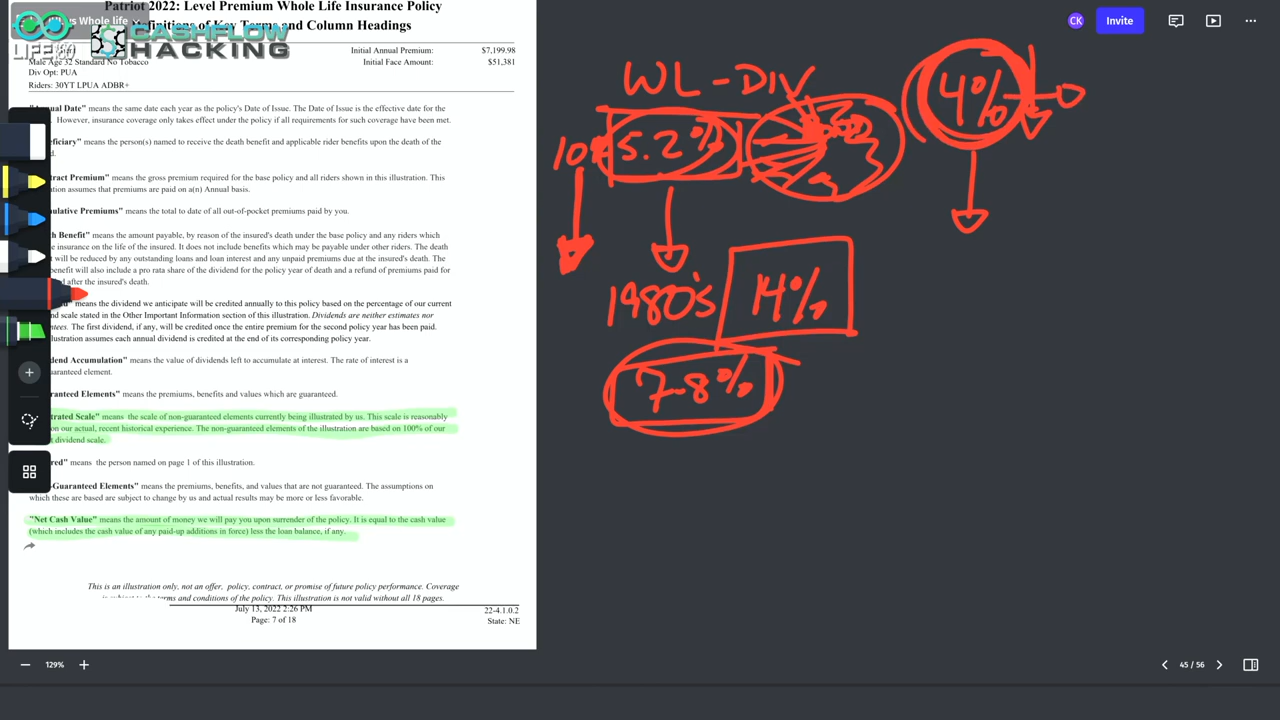 Patriot 2022: Level Premium Whole Life Insurance Policy
Whole life
Definitions of Key Terms and Column Headings
LIFE180
CASHFLOW
HACKING
Initial Annual Premium: $7,199.98
Male Age 32 Standard No Tobacco
Initial Face Amount: $51,381
Div Opt: PUA
Riders: 30YT LPUA ADBR+
ual Date" means the same date each year as the policy's Date of Issue. The Date of Issue is the effective date for the
However, insurance coverage only takes effect under the policy if all requirements for such coverage have been met.
eficiary" means the person(s) named to receive the death benefit and applicable rider benefits upon the death of the
d.
tract Premium" means the gross premium required for the base policy and all riders shown in this illustration. This
ation assumes that premiums are paid on a(n) Annual basis.
ulative Premiums" means the total to date of all out-of-pocket premiums paid by you.
h Benefit" means the amount payable, by reason of the insured's death under the base policy and any riders which
e insurance on the life of the insured. It does not include benefits which may be payable under other riders. The death
t will be reduced by any outstanding loans and loan interest and any unpaid premiums due at the insured's death. The
benefit will also include a pro rata share of the dividend for the policy year of death and a refund of premiums paid for
d after the insured's death.
" means the dividend we anticipate will be credited annually to this policy based on the percentage of our current
nd scale stated in the Other Important Information section of this illustration. Dividends are neither estimates nor
ntees. The first dividend, if any, will be credited once the entire premium for the second policy year has been paid.
lustration assumes each annual dividend is credited at the end of its corresponding policy year.
dend Accumulation" means the value of dividends left to accumulate at interest. The rate of interest is a
aranteed element.
ranteed Elements" means the premiums, benefits and values which are guaranteed.
trated Scale" means the scale of non-guaranteed elements currently being illustrated by us. This scale is reasonably
on our actual, recent historical experience. The non-guaranteed elements of the illustration are based on 100% of our
t dividend scale.
red" means the person named on page 1 of this illustration.
-Guaranteed Elements" means the premiums, benefits, and values that are not guaranteed. The assumptions on
which these are based are subject to change by us and actual results may be more or less favorable.
"Net Cash Value" means the amount of money we will pay you upon surrender of the policy. It is equal to the cash value
(which includes the cash value of any paid-up additions in force) less the loan balance, if any.
This is an illustration only, not an offer, policy, contract, or promise of future policy performance. Coverage
is subject to the terms and conditions of the policy. This illustration is not valid without all 18 pages.
July 13, 2022 2:26 PM
22-4.1.0.2
Page: 7 of 18
State: NE
129%
CK
Invite
WL-DIV
4%
5.2%
1980's
14%
7-8%
45 / 56